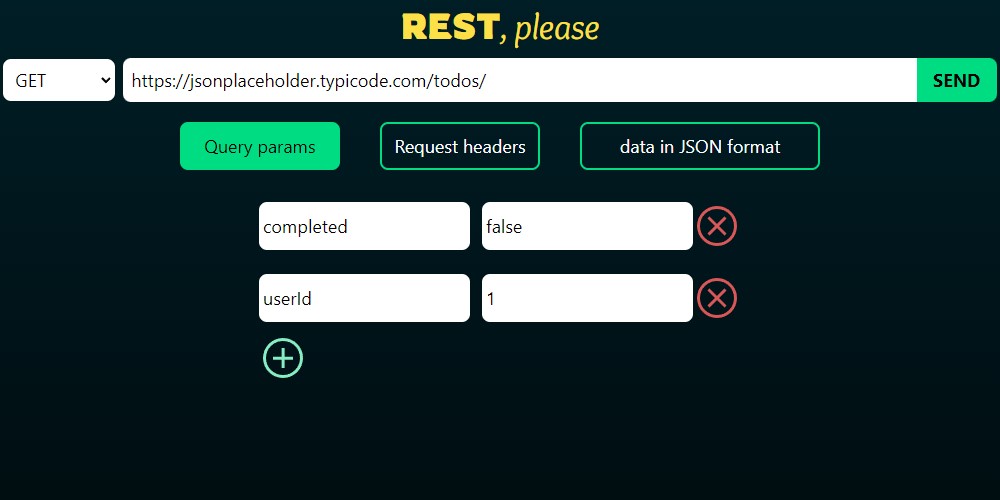 REST, please
GET https://jsonplaceholder.typicode.com/todos/ SEND
Query params Request headers data in JSON format
completed false
userId 1